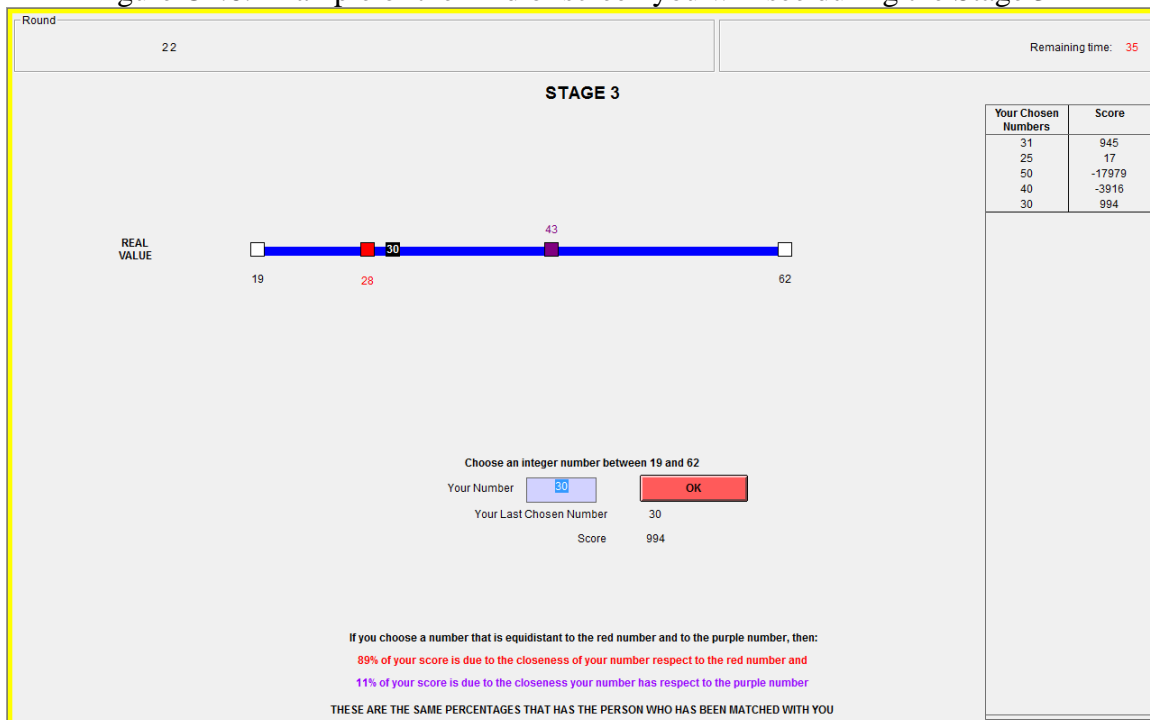 Round
22
Remaining time: 35
STAGE 3
Your Chosen Numbers Score
31 945
25 17
50 -17979
40 -3916
30 994
43
REAL
VALUE
30
19 28 62
Choose an integer number between 19 and 62
Your Number 30 OK
Your Last Chosen Number 30
Score 994
If you choose a number that is equidistant to the red number and to the purple number, then:
89% of your score is due to the closeness of your number respect to the red number and
11% of your score is due to the closeness your number has respect to the purple number
THESE ARE THE SAME PERCENTAGES THAT HAS THE PERSON WHO HAS BEEN MATCHED WITH YOU